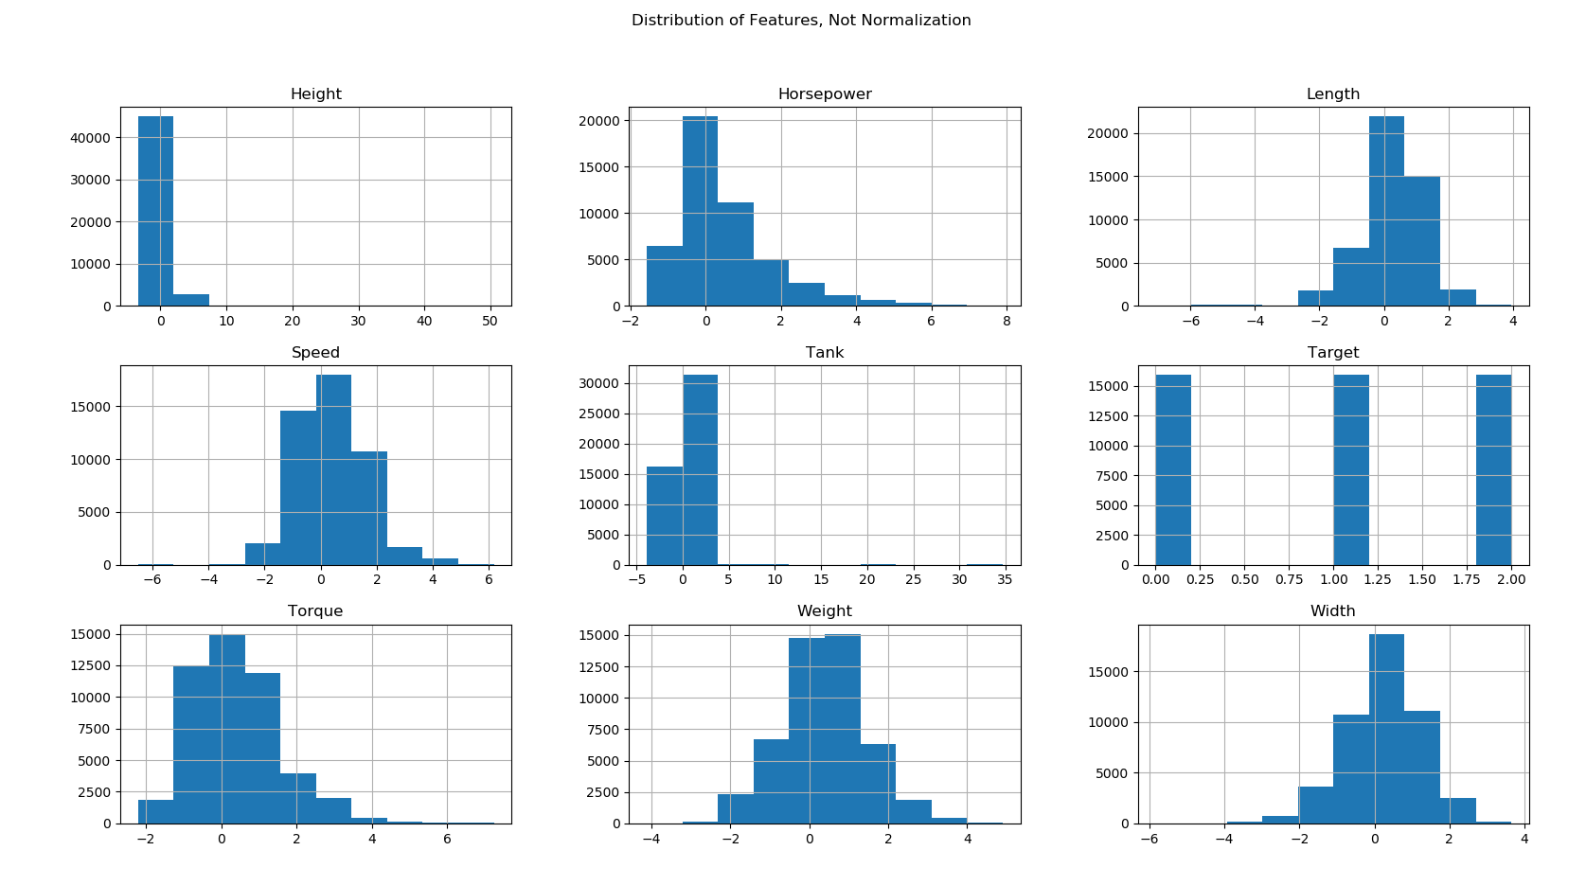 Distribution of Features, Not Normalization
Height
40000
30000
20000
10000
0
0 10 20 30 40 50
Horsepower
20000
15000
10000
5000
0
−2 0 2 4 6 8
Length
20000
15000
10000
5000
0
−6 −4 −2 0 2 4
Speed
15000
10000
5000
0
−6 −4 −2 0 2 4 6
Tank
30000
25000
20000
15000
10000
5000
0
−5 0 5 10 15 20 25 30 35
Target
15000
12500
10000
7500
5000
2500
0
0.00 0.25 0.50 0.75 1.00 1.25 1.50 1.75 2.00
Torque
15000
12500
10000
7500
5000
2500
0
−2 0 2 4 6
Weight
15000
12500
10000
7500
5000
2500
0
−4 −2 0 2 4
Width
15000
10000
5000
0
−6 −4 −2 0 2 4